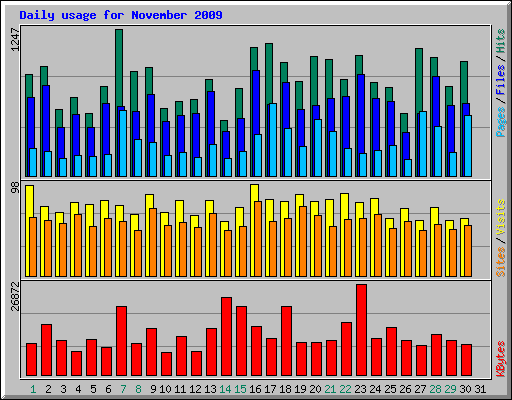 Daily usage for November 2009
1247
Pages / Files / Hits
98
Sites / Visits
26872
KBytes
1 2 3 4 5 6 7 8 9 10 11 12 13 14 15 16 17 18 19 20 21 22 23 24 25 26 27 28 29 30 31